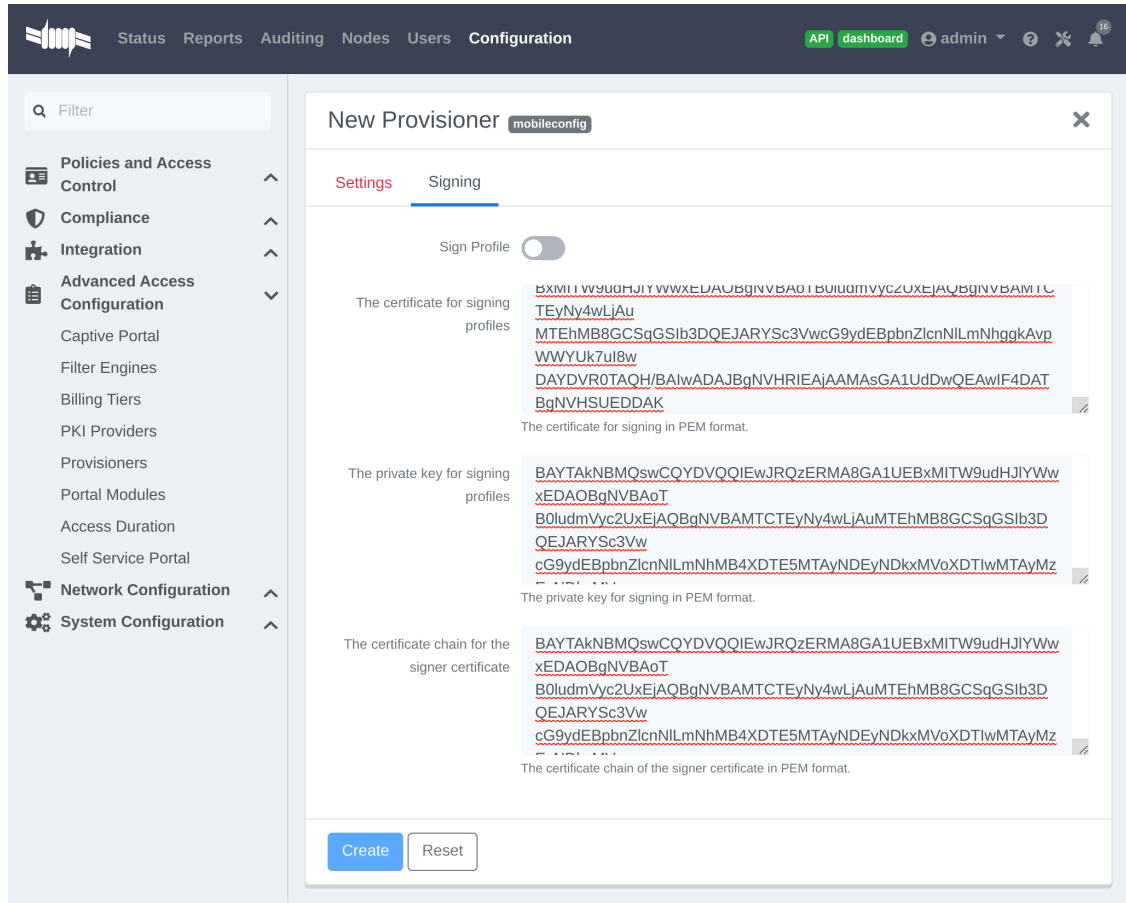 Status Reports Auditing Nodes Users Configuration API dashboard admin 16
Filter
Policies and Access
Control
Compliance
Integration
Advanced Access
Configuration
Captive Portal
Filter Engines
Billing Tiers
PKI Providers
Provisioners
Portal Modules
Access Duration
Self Service Portal
Network Configuration
System Configuration
New Provisioner mobileconfig
Settings Signing
Sign Profile
The certificate for signing
profiles
BxMITW9udHJlYWwxEDAOBgNVBAoTB0ludmVyc2UxEjAQBgNVBAMTC
TEyNy4wLjAu
MTEhMB8GCSqGSIb3DQEJARYSc3VwcG9ydEBpbnZlcnNlLmNhggkAvp
WWYUk7uI8w
DAYDVR0TAQH/BAIwADAJBgNVHRIEAjAAMAsGA1UdDwQEAwIF4DAT
BgNVHSUEDDAK
The certificate for signing in PEM format.
The private key for signing
profiles
BAYTAkNBMQswCQYDVQQIEwJRQzERMA8GA1UEBxMITW9udHJlYWw
xEDAOBgNVBAoT
B0ludmVyc2UxEjAQBgNVBAMTCTEyNy4wLjAuMTEhMB8GCSqGSIb3D
QEJARYSc3Vw
cG9ydEBpbnZlcnNlLmNhMB4XDTE5MTAyNDEyNDkxMVoXDTIwMTAyMz
The private key for signing in PEM format.
The certificate chain for the
signer certificate
BAYTAkNBMQswCQYDVQQIEwJRQzERMA8GA1UEBxMITW9udHJlYWw
xEDAOBgNVBAoT
B0ludmVyc2UxEjAQBgNVBAMTCTEyNy4wLjAuMTEhMB8GCSqGSIb3D
QEJARYSc3Vw
cG9ydEBpbnZlcnNlLmNhMB4XDTE5MTAyNDEyNDkxMVoXDTIwMTAyMz
The certificate chain of the signer certificate in PEM format.
Create Reset